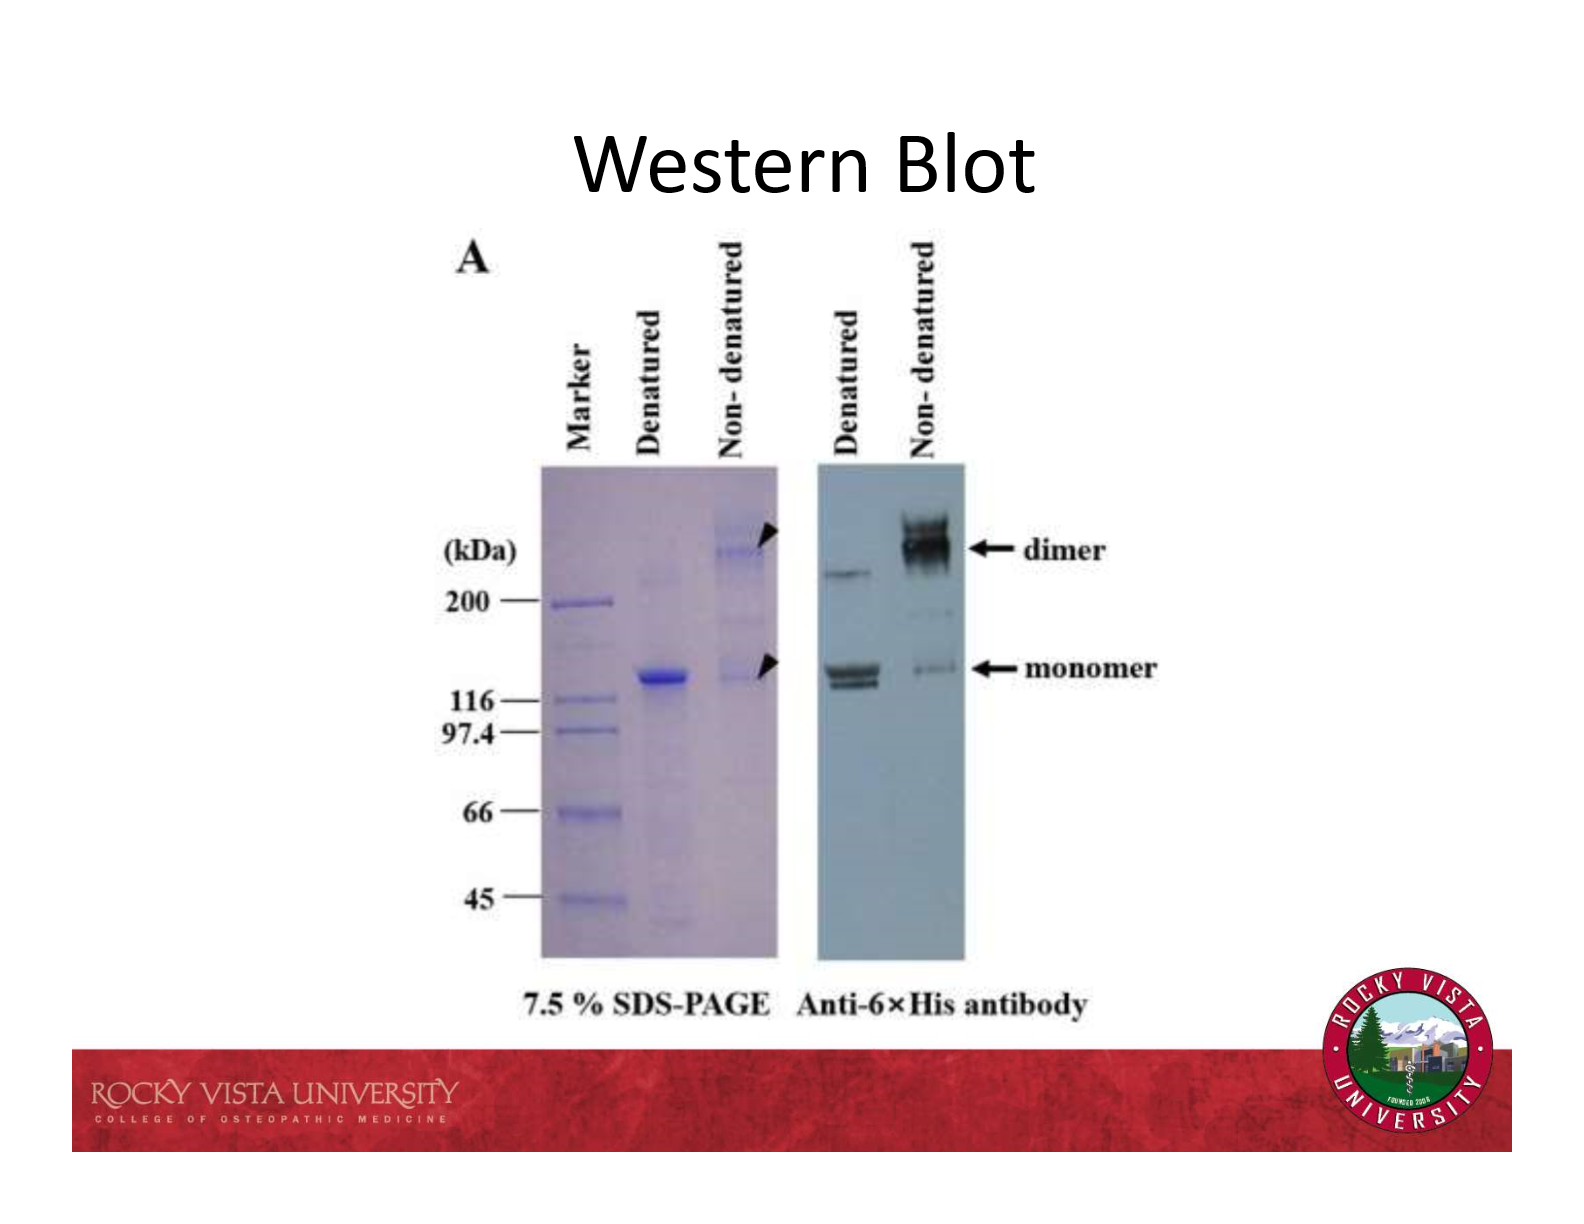 Western Blot
A
Marker
Denatured
Non- denatured
Denatured
Non- denatured
(kDa)
200
116
97.4
66
45
dimer
monomer
7.5 % SDS-PAGE
Anti-6×His antibody
ROCKY VISTA UNIVERSITY
COLLEGE OF OSTEOPATHIC MEDICINE
ROCKY VISTA
UNIVERSITY
FOUNDED 2006